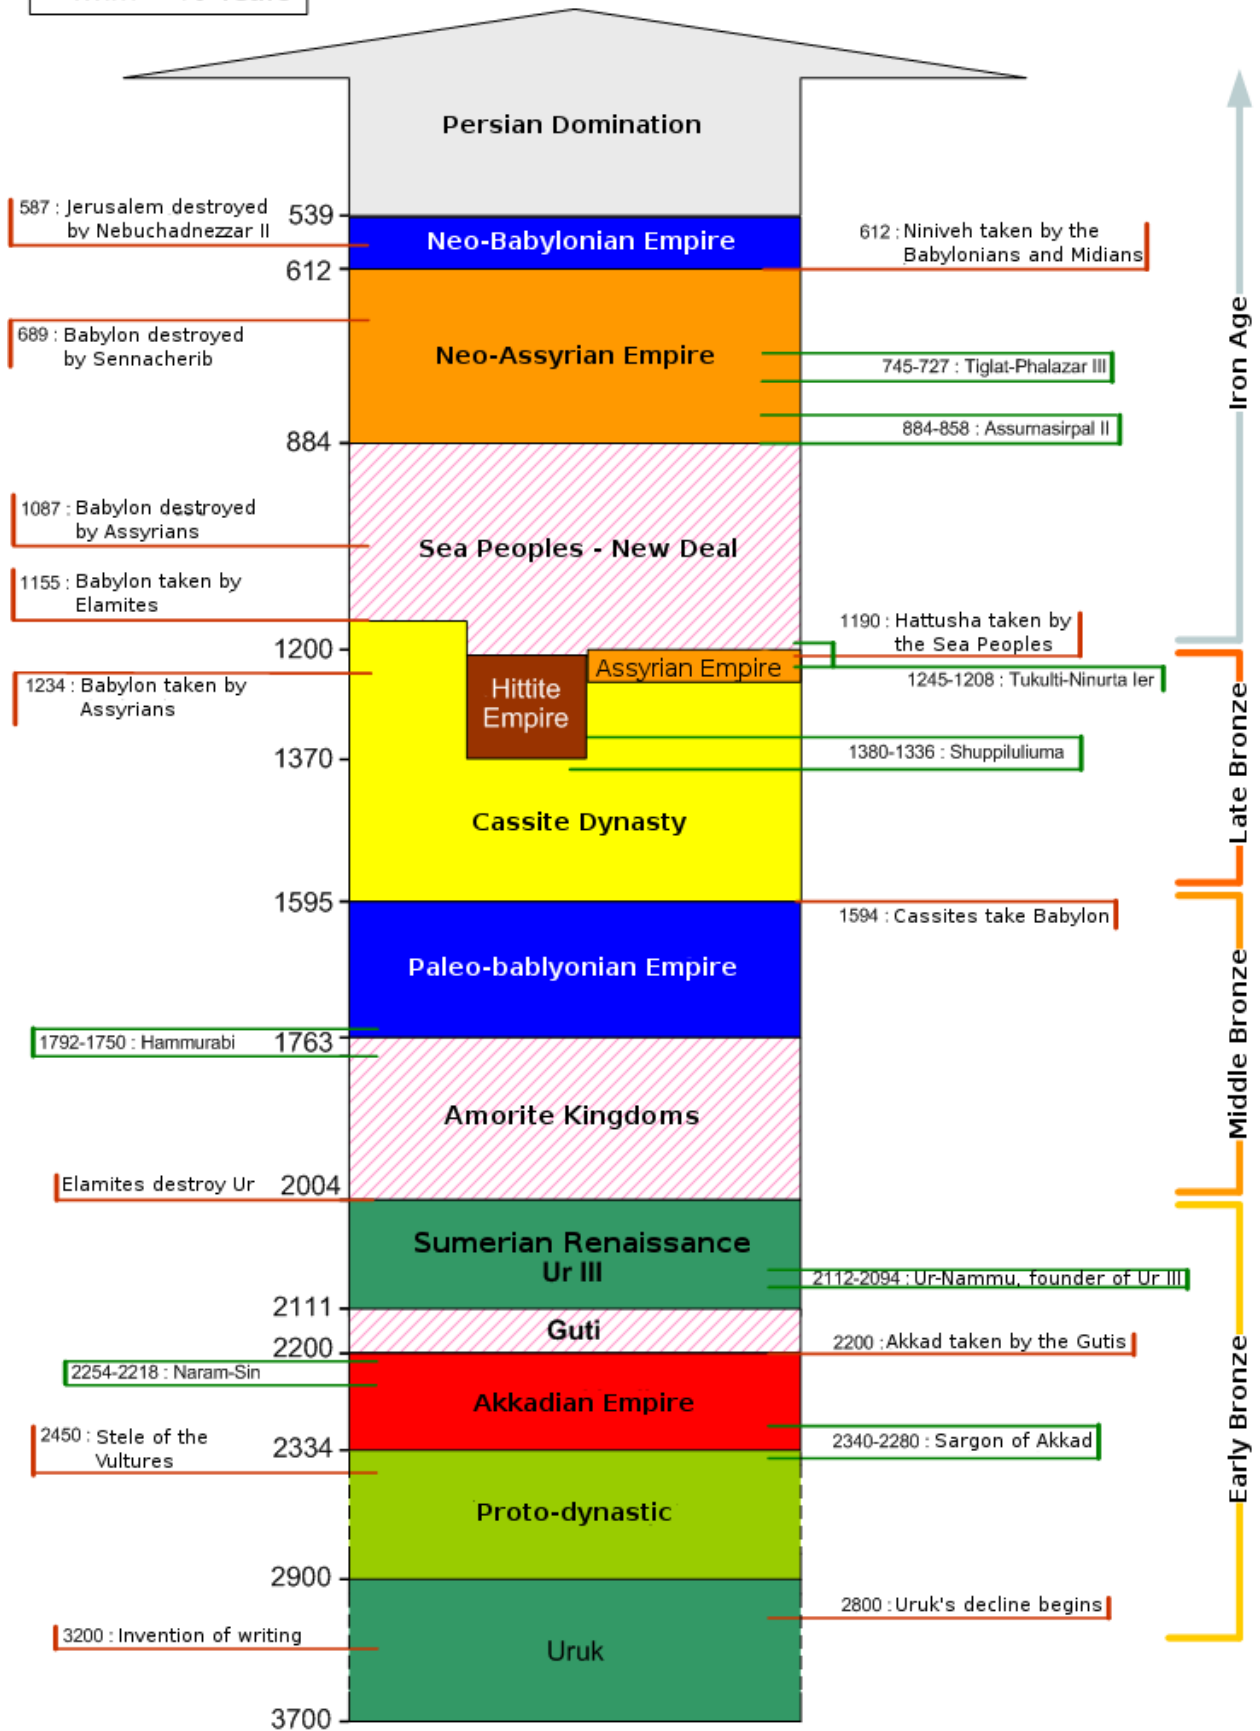 Persian Domination
587 : Jerusalem destroyed
by Nebuchadnezzar II
539
Neo-Babylonian Empire
612 : Niniveh taken by the
Babylonians and Midians
612
689 : Babylon destroyed
by Sennacherib
Neo-Assyrian Empire
745-727 : Tiglat-Phalazar III
884-858 : Assurnasirpal II
884
1087 : Babylon destroyed
by Assyrians
Sea Peoples - New Deal
1155 : Babylon taken by
Elamites
1190 : Hattusha taken by
the Sea Peoples
1200
Assyrian Empire
1234 : Babylon taken by
Assyrians
Hittite
Empire
1245-1208 : Tukulti-Ninurta Ier
1370
1380-1336 : Shuppiluliuma
Cassite Dynasty
1595
1594 : Cassites take Babylon
Paleo-bablyonian Empire
1792-1750 : Hammurabi
1763
Amorite Kingdoms
Elamites destroy Ur
2004
Sumerian Renaissance
Ur III
2112-2094 : Ur-Nammu, founder of Ur III
2111
Guti
2200
2200 : Akkad taken by the Gutis
2254-2218 : Naram-Sin
Akkadian Empire
2450 : Stele of the
Vultures
2334
2340-2280 : Sargon of Akkad
Proto-dynastic
2900
2800 : Uruk's decline begins
3200 : Invention of writing
Uruk
3700
Iron Age
Late Bronze
Middle Bronze
Early Bronze